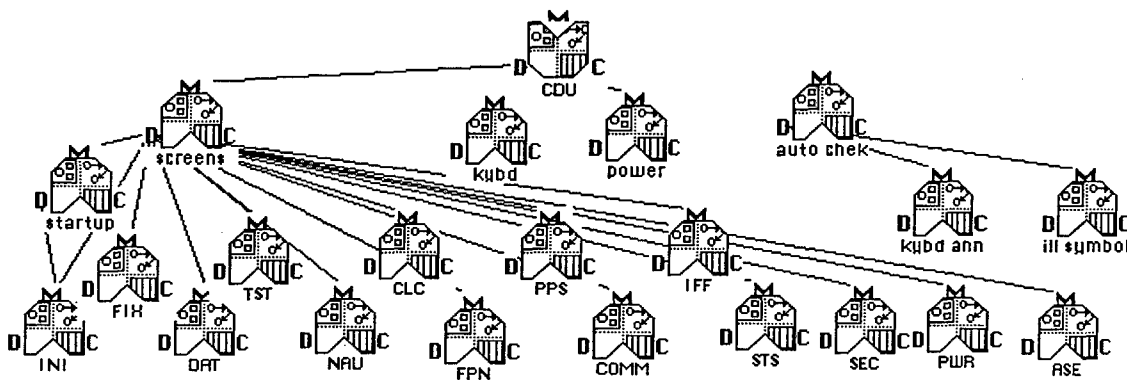 M
D C
CDU
M
D C
screens
M
D C
kybd
M
D C
power
M
D C
auto chek
M
D C
startup
M
D C
kybd ann
M
D C
ill symbol
M
D C
FIX
M
D C
TST
M
D C
CLC
M
D C
PPS
M
D C
IFF
M
D C
INI
M
D C
DAT
M
D C
NAV
M
D C
FPN
M
D C
COMM
M
D C
STS
M
D C
SEC
M
D C
PWR
M
D C
ASE